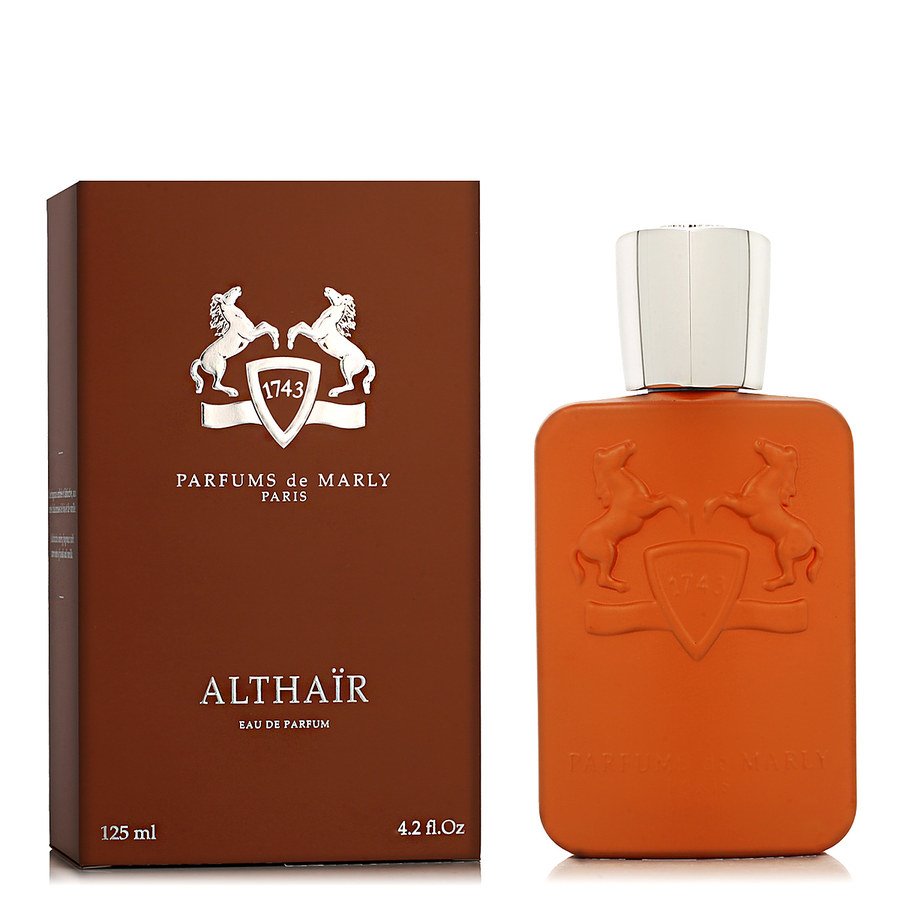 1743
PARFUMS de MARLY
PARIS
ALTHAÏR
EAU DE PARFUM
125 ml
4.2 fl.Oz
1743
PARFUMS de MARLY
PARIS